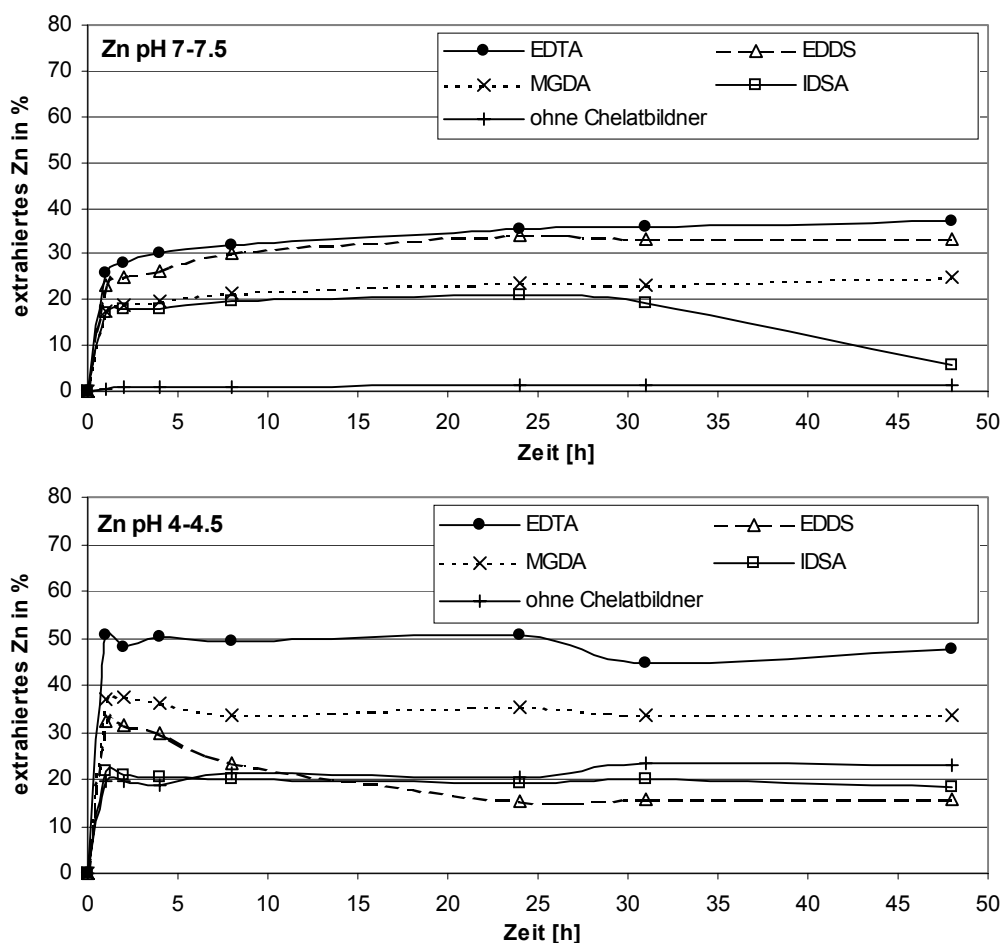 Zn pH 7-7.5
EDTA
EDDS
MGDA
IDSA
ohne Chelatbildner
extrahiertes Zn in %
80
70
60
50
40
30
20
10
0
0 5 10 15 20 25 30 35 40 45 50
Zeit [h]
Zn pH 4-4.5
EDTA
EDDS
MGDA
IDSA
ohne Chelatbildner
extrahiertes Zn in %
80
70
60
50
40
30
20
10
0
0 5 10 15 20 25 30 35 40 45 50
Zeit [h]